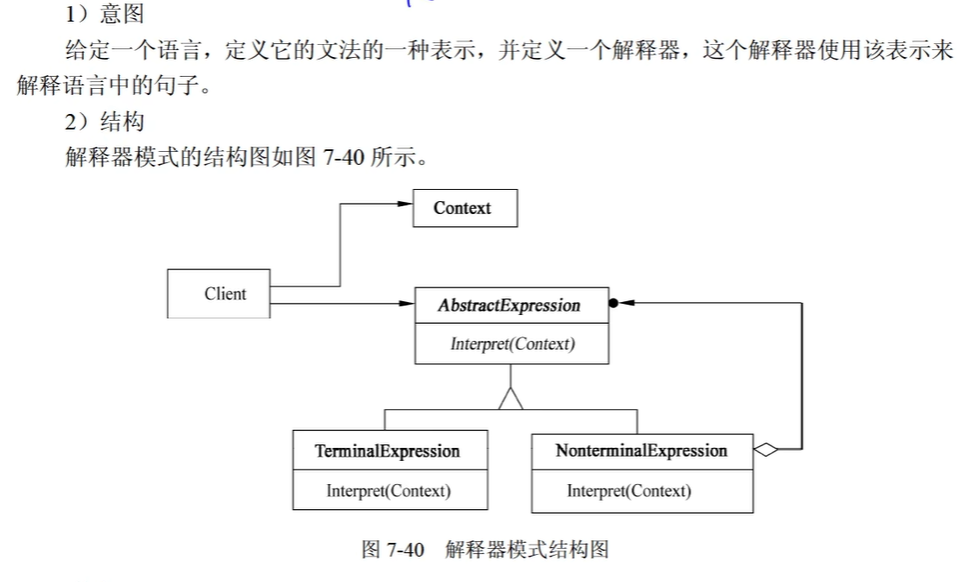 1）意图
给定一个语言，定义它的文法的一种表示，并定义一个解释器，这个解释器使用该表示来
解释语言中的句子。
2）结构
解释器模式的结构图如图 7-40 所示。
Context
Client
AbstractExpression
Interpret(Context)
TerminalExpression
Interpret(Context)
NonterminalExpression
Interpret(Context)
图 7-40 解释器模式结构图